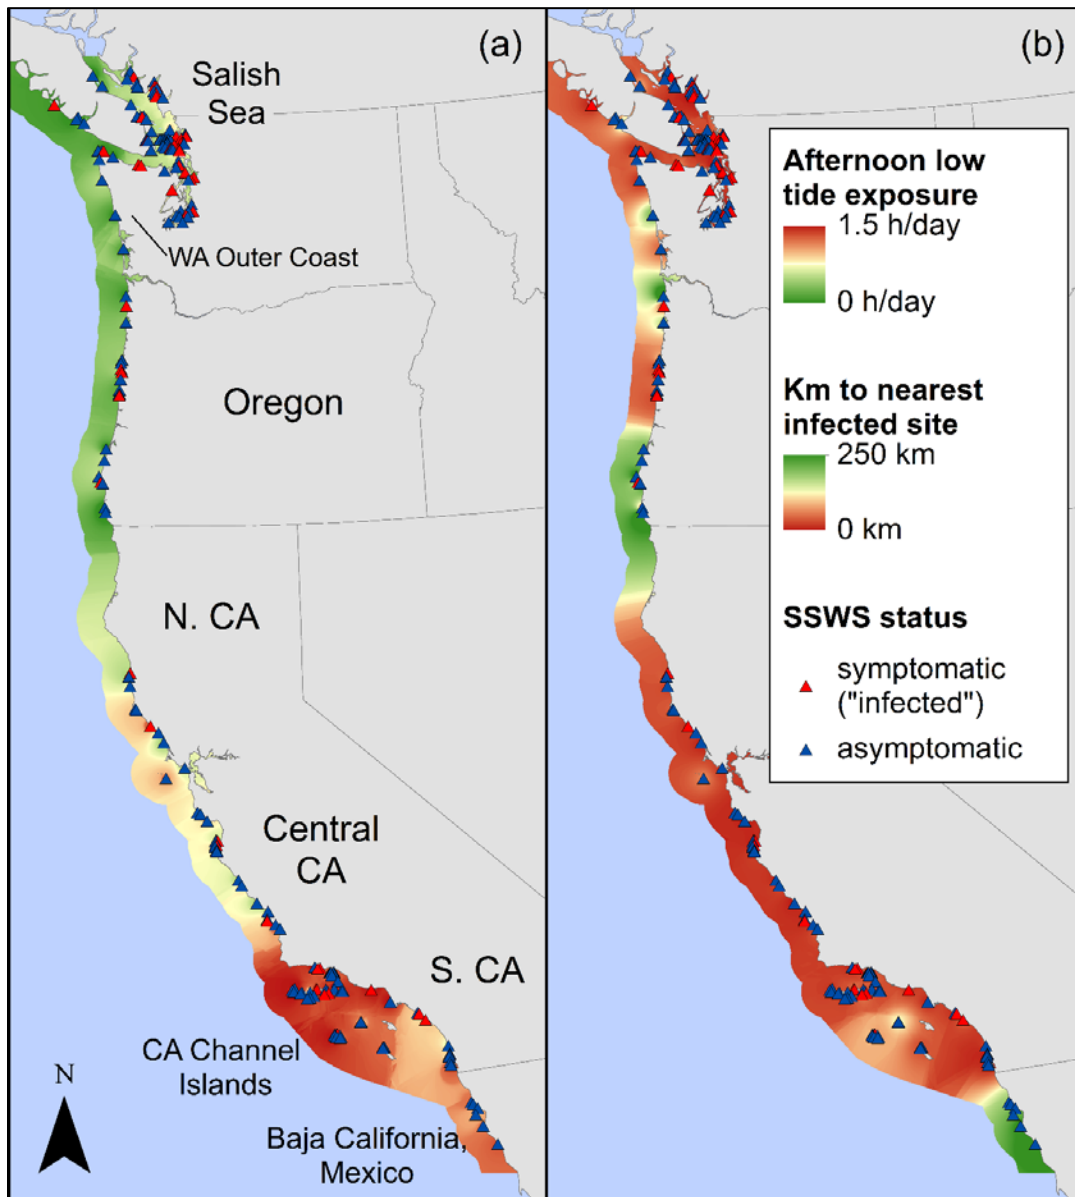 (a)
Salish
Sea
WA Outer Coast
Oregon
N. CA
Central
CA
S. CA
CA Channel
Islands
Baja California,
Mexico
N
(b)
Afternoon low
tide exposure
1.5 h/day
0 h/day
Km to nearest
infected site
250 km
0 km
SSWS status
symptomatic
("infected")
asymptomatic